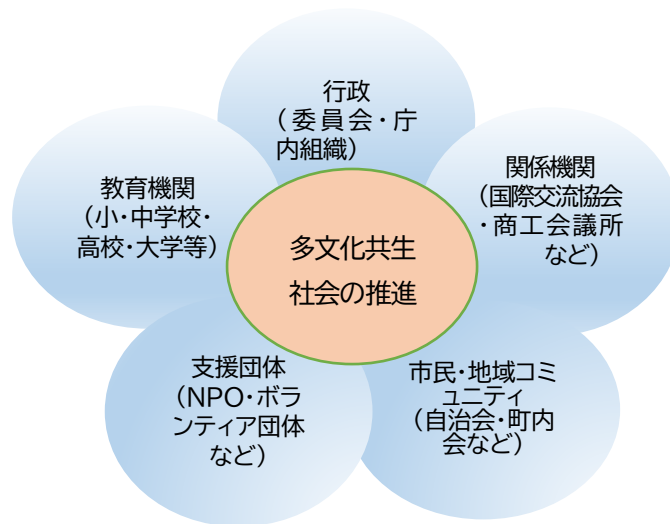 行政
(委員会・庁
内組織)
関係機関
(国際交流協会
・商工会議所
など)
教育機関
(小・中学校・
高校・大学等)
多文化共生
社会の推進
支援団体
(NPO・ボラ
ンティア団体
など)
市民・地域コミ
ュニティ
(自治会・町内
会など)